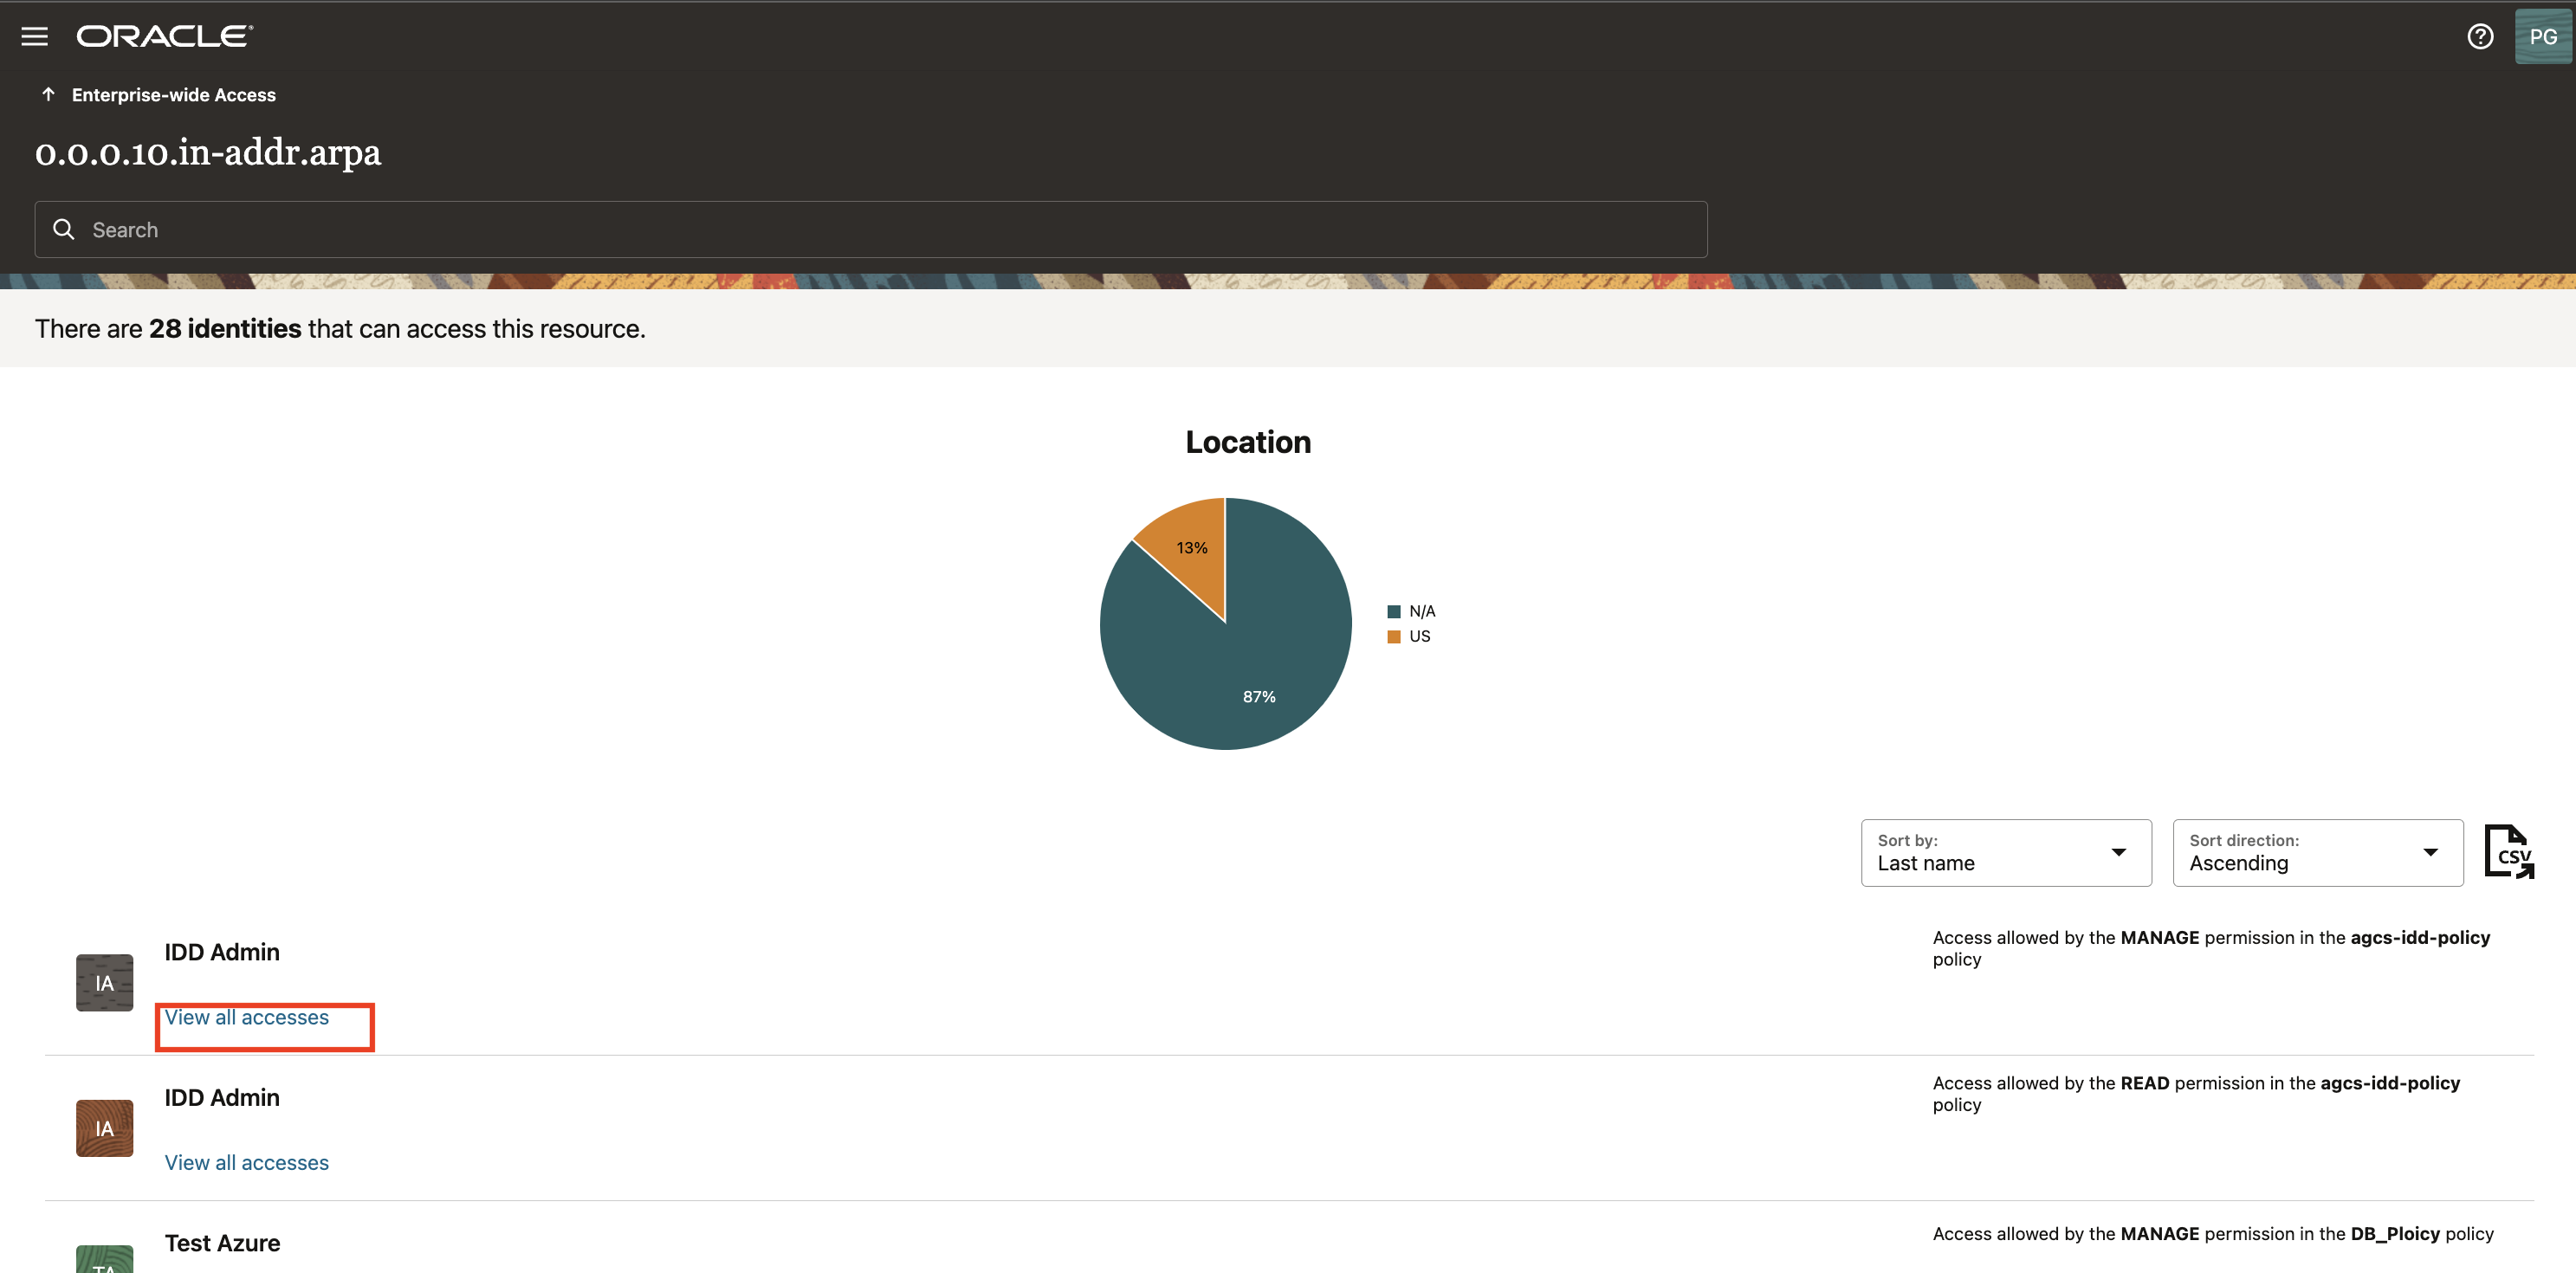 ORACLE
PG
Enterprise-wide Access
0.0.0.10.in-addr.arpa
Search
There are 28 identities that can access this resource.
Location
13%
87%
N/A
US
Sort by:
Last name
Sort direction:
Ascending
CSV
IA
IDD Admin
View all accesses
Access allowed by the MANAGE permission in the agcs-idd-policy
policy
IA
IDD Admin
View all accesses
Access allowed by the READ permission in the agcs-idd-policy
policy
TA
Test Azure
Access allowed by the MANAGE permission in the DB_Ploicy policy